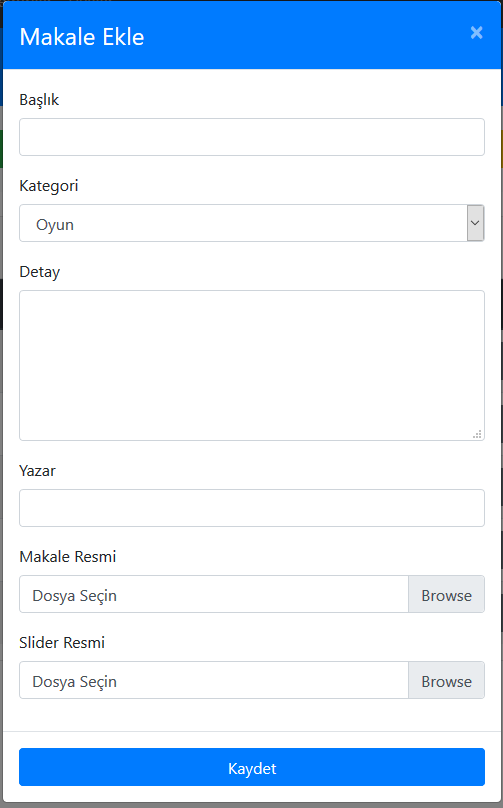 Makale Ekle ×
Başlık
Kategori
Oyun
Detay
Yazar
Makale Resmi
Dosya Seçin Browse
Slider Resmi
Dosya Seçin Browse
Kaydet